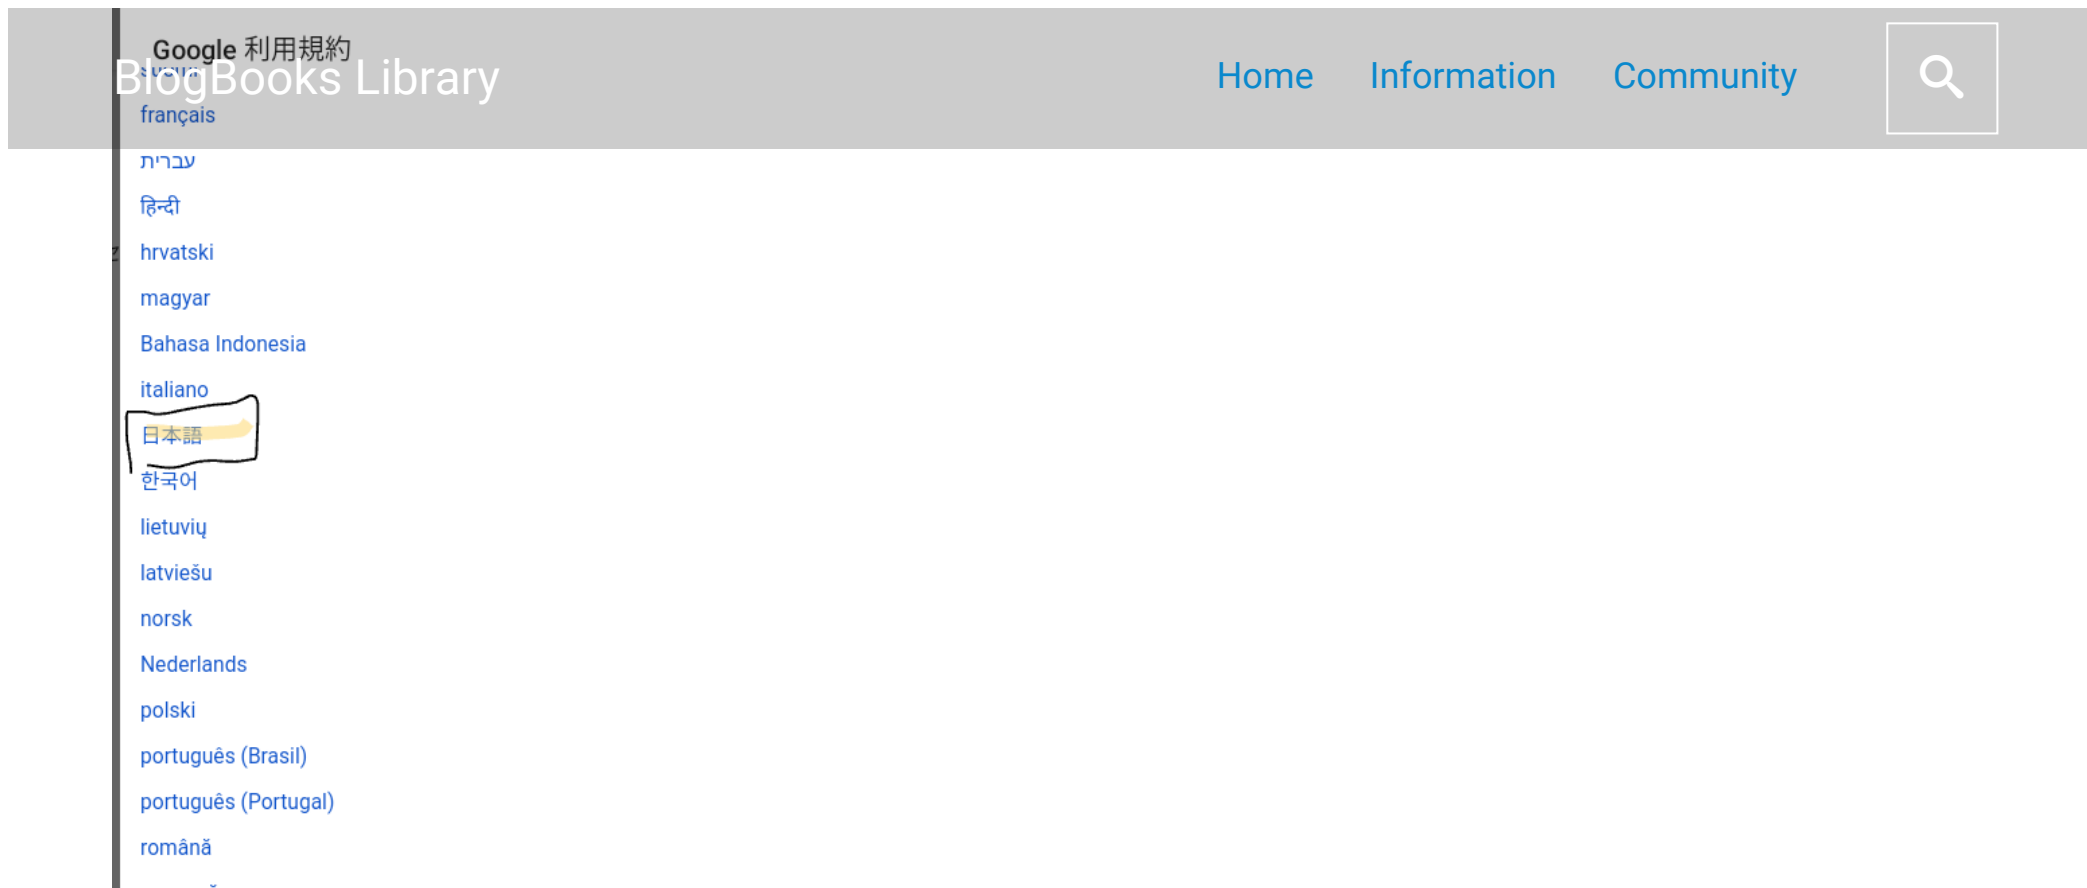 Google 利用規約
BlogBooks Library
Home Information Community
suomi
français
עברית
हिन्दी
hrvatski
magyar
Bahasa Indonesia
italiano
日本語
한국어
lietuvių
latviešu
norsk
Nederlands
polski
português (Brasil)
português (Portugal)
română